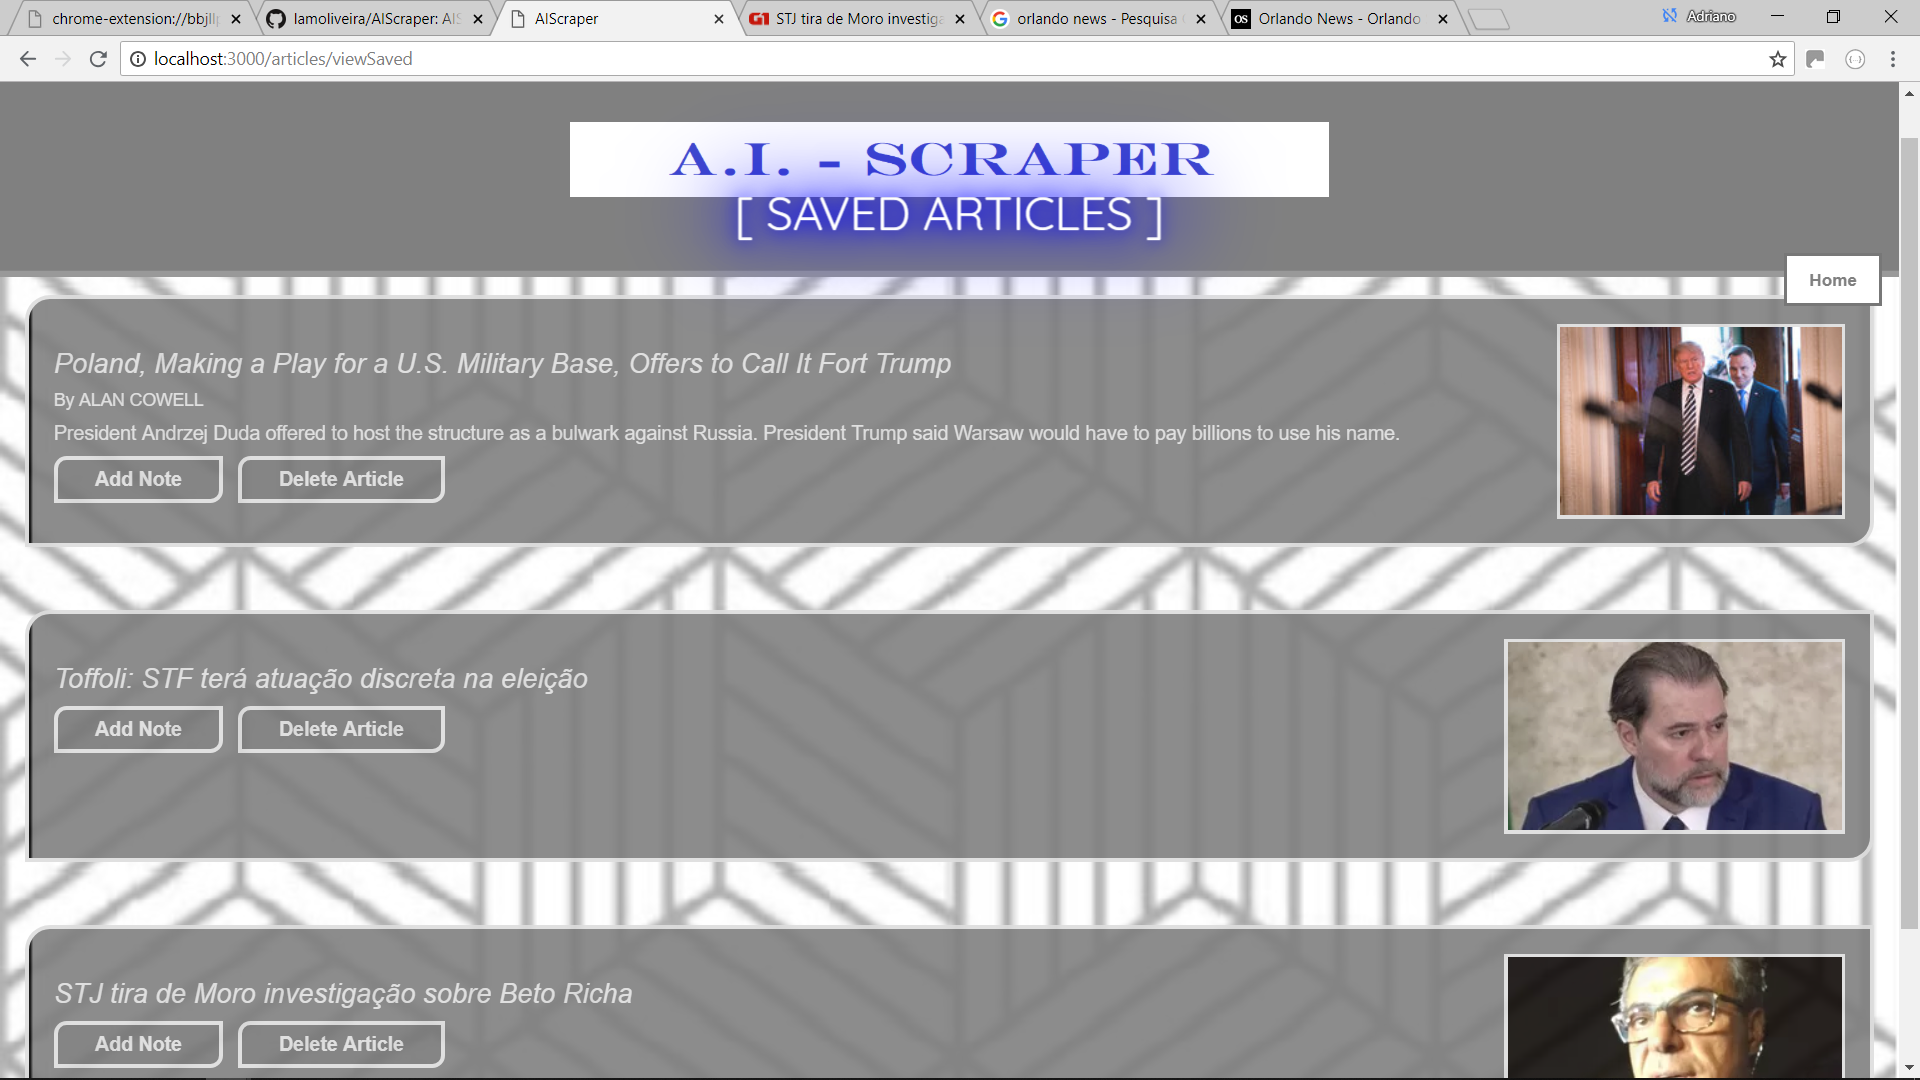 chrome-extension://bbjll
lamoliveira/AIScraper: AIS
AIScraper
G1 STJ tira de Moro investiga
orlando news - Pesquisa
OS Orlando News - Orlando
Adriano
localhost:3000/articles/viewSaved
A.I. - SCRAPER
[ SAVED ARTICLES ]
Home
Poland, Making a Play for a U.S. Military Base, Offers to Call It Fort Trump
By ALAN COWELL
President Andrzej Duda offered to host the structure as a bulwark against Russia. President Trump said Warsaw would have to pay billions to use his name.
Add Note Delete Article
Toffoli: STF terá atuação discreta na eleição
Add Note Delete Article
STJ tira de Moro investigação sobre Beto Richa
Add Note Delete Article